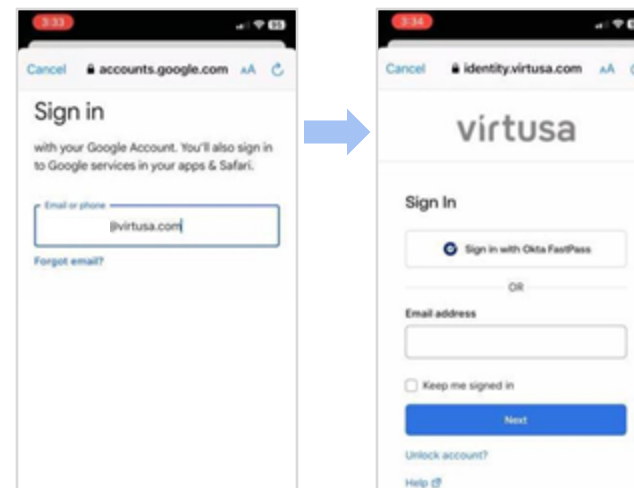 3:33
95
Cancel accounts.google.com AA
Sign in
with your Google Account. You'll also sign in
to Google services in your apps & Safari.
Email or phone
@virtusa.com
Forgot email?
3:34
Cancel identity.virtusa.com AA
virtusa
Sign In
Sign in with Okta FastPass
OR
Email address
Keep me signed in
Next
Unlock account?
Help